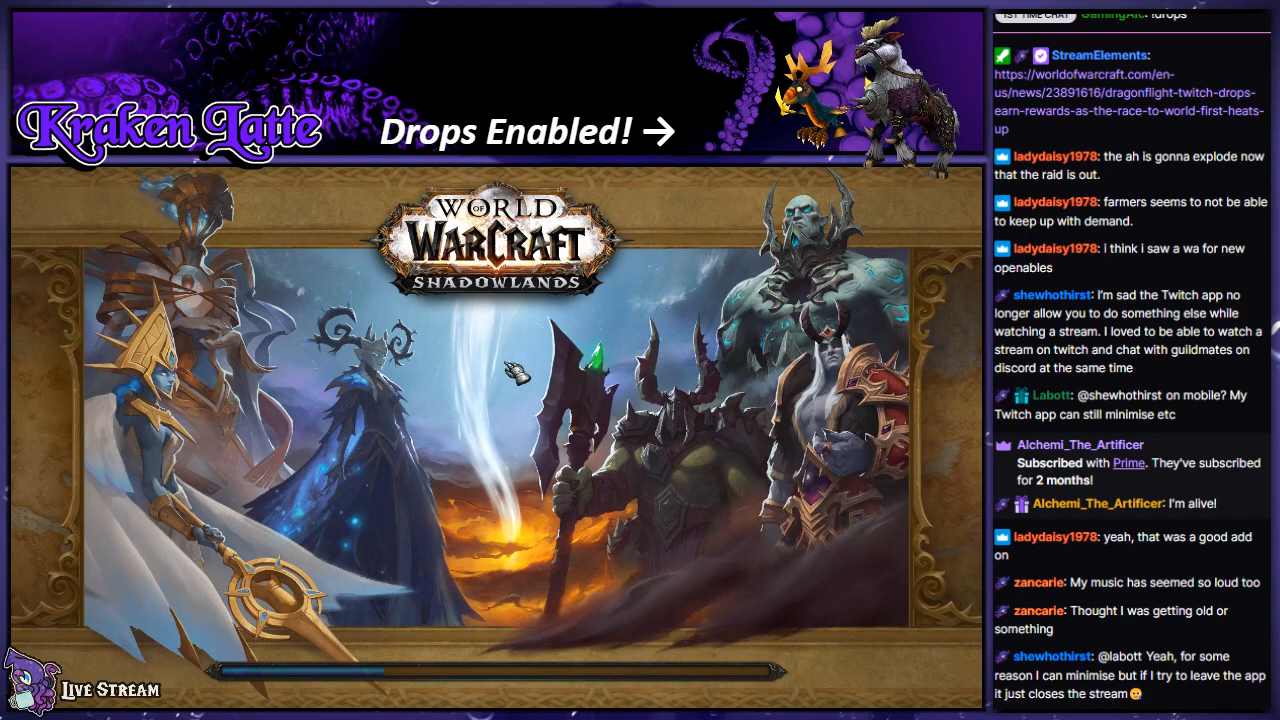 Kraken Latte
Drops Enabled! →
WORLD
OF
WARCRAFT
SHADOWLANDS
LIVE STREAM
1ST TIME CHAT GamingAlc: !drops
StreamElements:
https://worldofwarcraft.com/en-
us/news/23891616/dragonflight-twitch-drops-
earn-rewards-as-the-race-to-world-first-heats-
up
ladydaisy1978: the ah is gonna explode now
that the raid is out.
ladydaisy1978: farmers seems to not be able
to keep up with demand.
ladydaisy1978: i think i saw a wa for new
openables
shewhothirst: I'm sad the Twitch app no
longer allow you to do something else while
watching a stream. I loved to be able to watch a
stream on twitch and chat with guildmates on
discord at the same time
Labott: @shewhothirst on mobile? My
Twitch app can still minimise etc
Alchemi_The_Artificer
Subscribed with Prime. They've subscribed
for 2 months!
Alchemi_The_Artificer: I'm alive!
ladydaisy1978: yeah, that was a good add
on
zancarie: My music has seemed so loud too
zancarie: Thought I was getting old or
something
shewhothirst: @labott Yeah, for some
reason I can minimise but if I try to leave the app
it just closes the stream